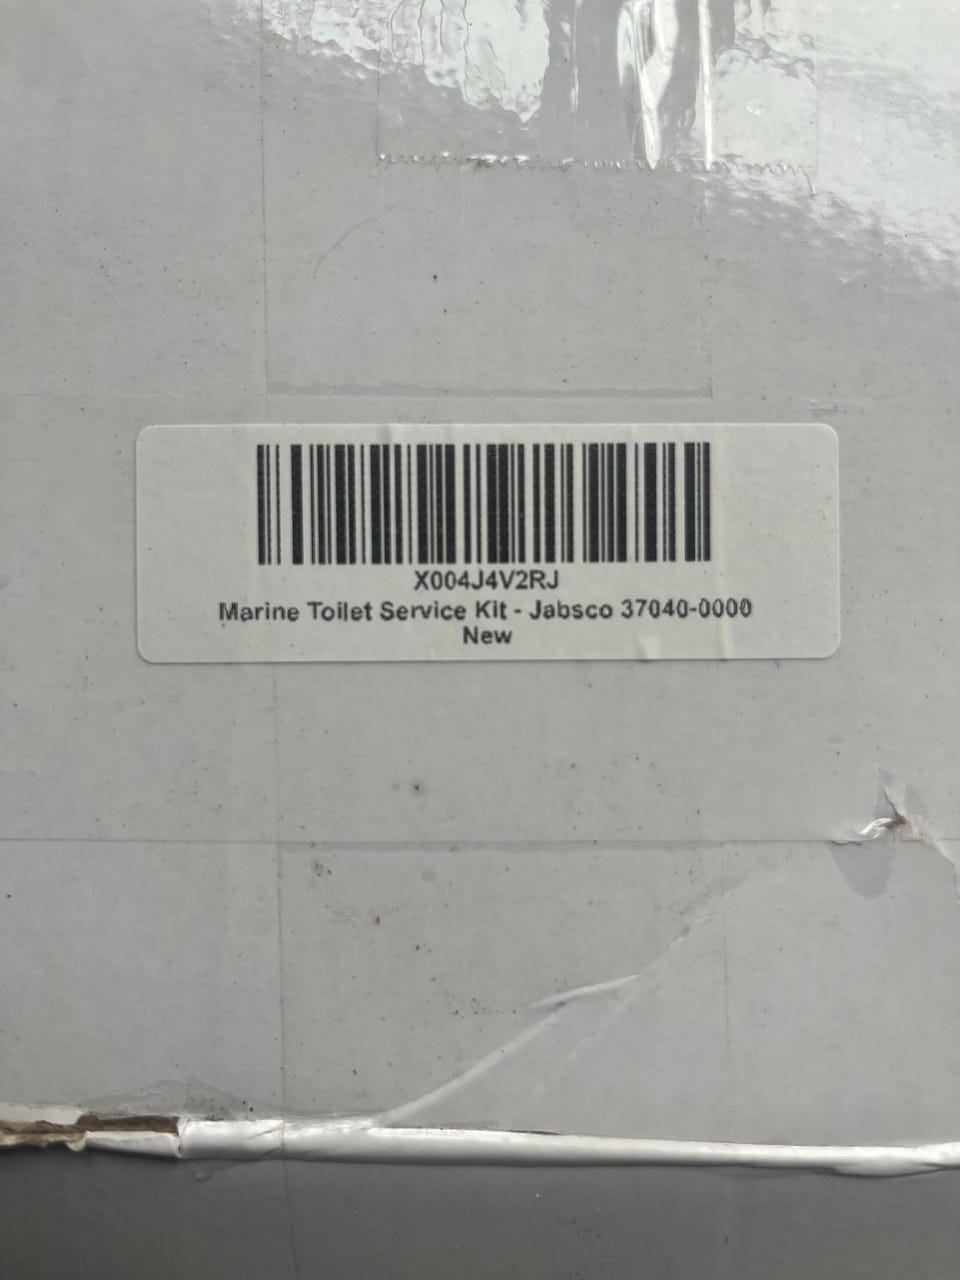 X004J4V2RJ
Marine Toilet Service Kit - Jabsco 37040-0000
New